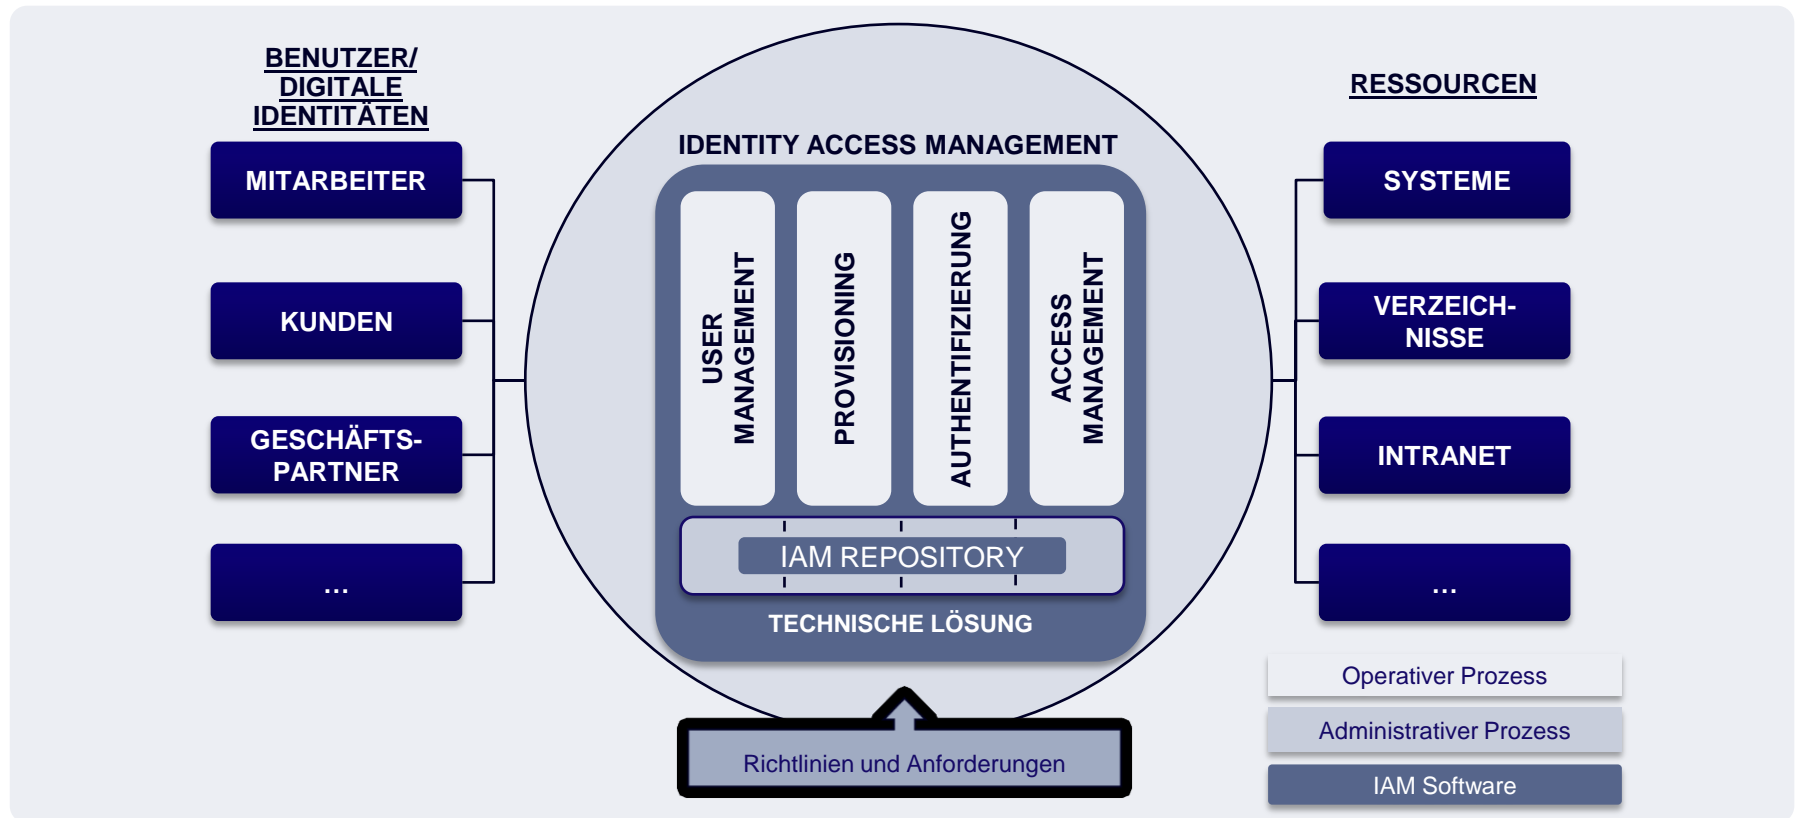 BENUTZER/
DIGITALE
IDENTITÄTEN
MITARBEITER
KUNDEN
GESCHÄFTS-
PARTNER
...
IDENTITY ACCESS MANAGEMENT
USER
MANAGEMENT
PROVISIONING
AUTHENTIFIZIERUNG
ACCESS
MANAGEMENT
IAM REPOSITORY
TECHNISCHE LÖSUNG
Richtlinien und Anforderungen
RESSOURCEN
SYSTEME
VERZEICH-
NISSE
INTRANET
...
Operativer Prozess
Administrativer Prozess
IAM Software